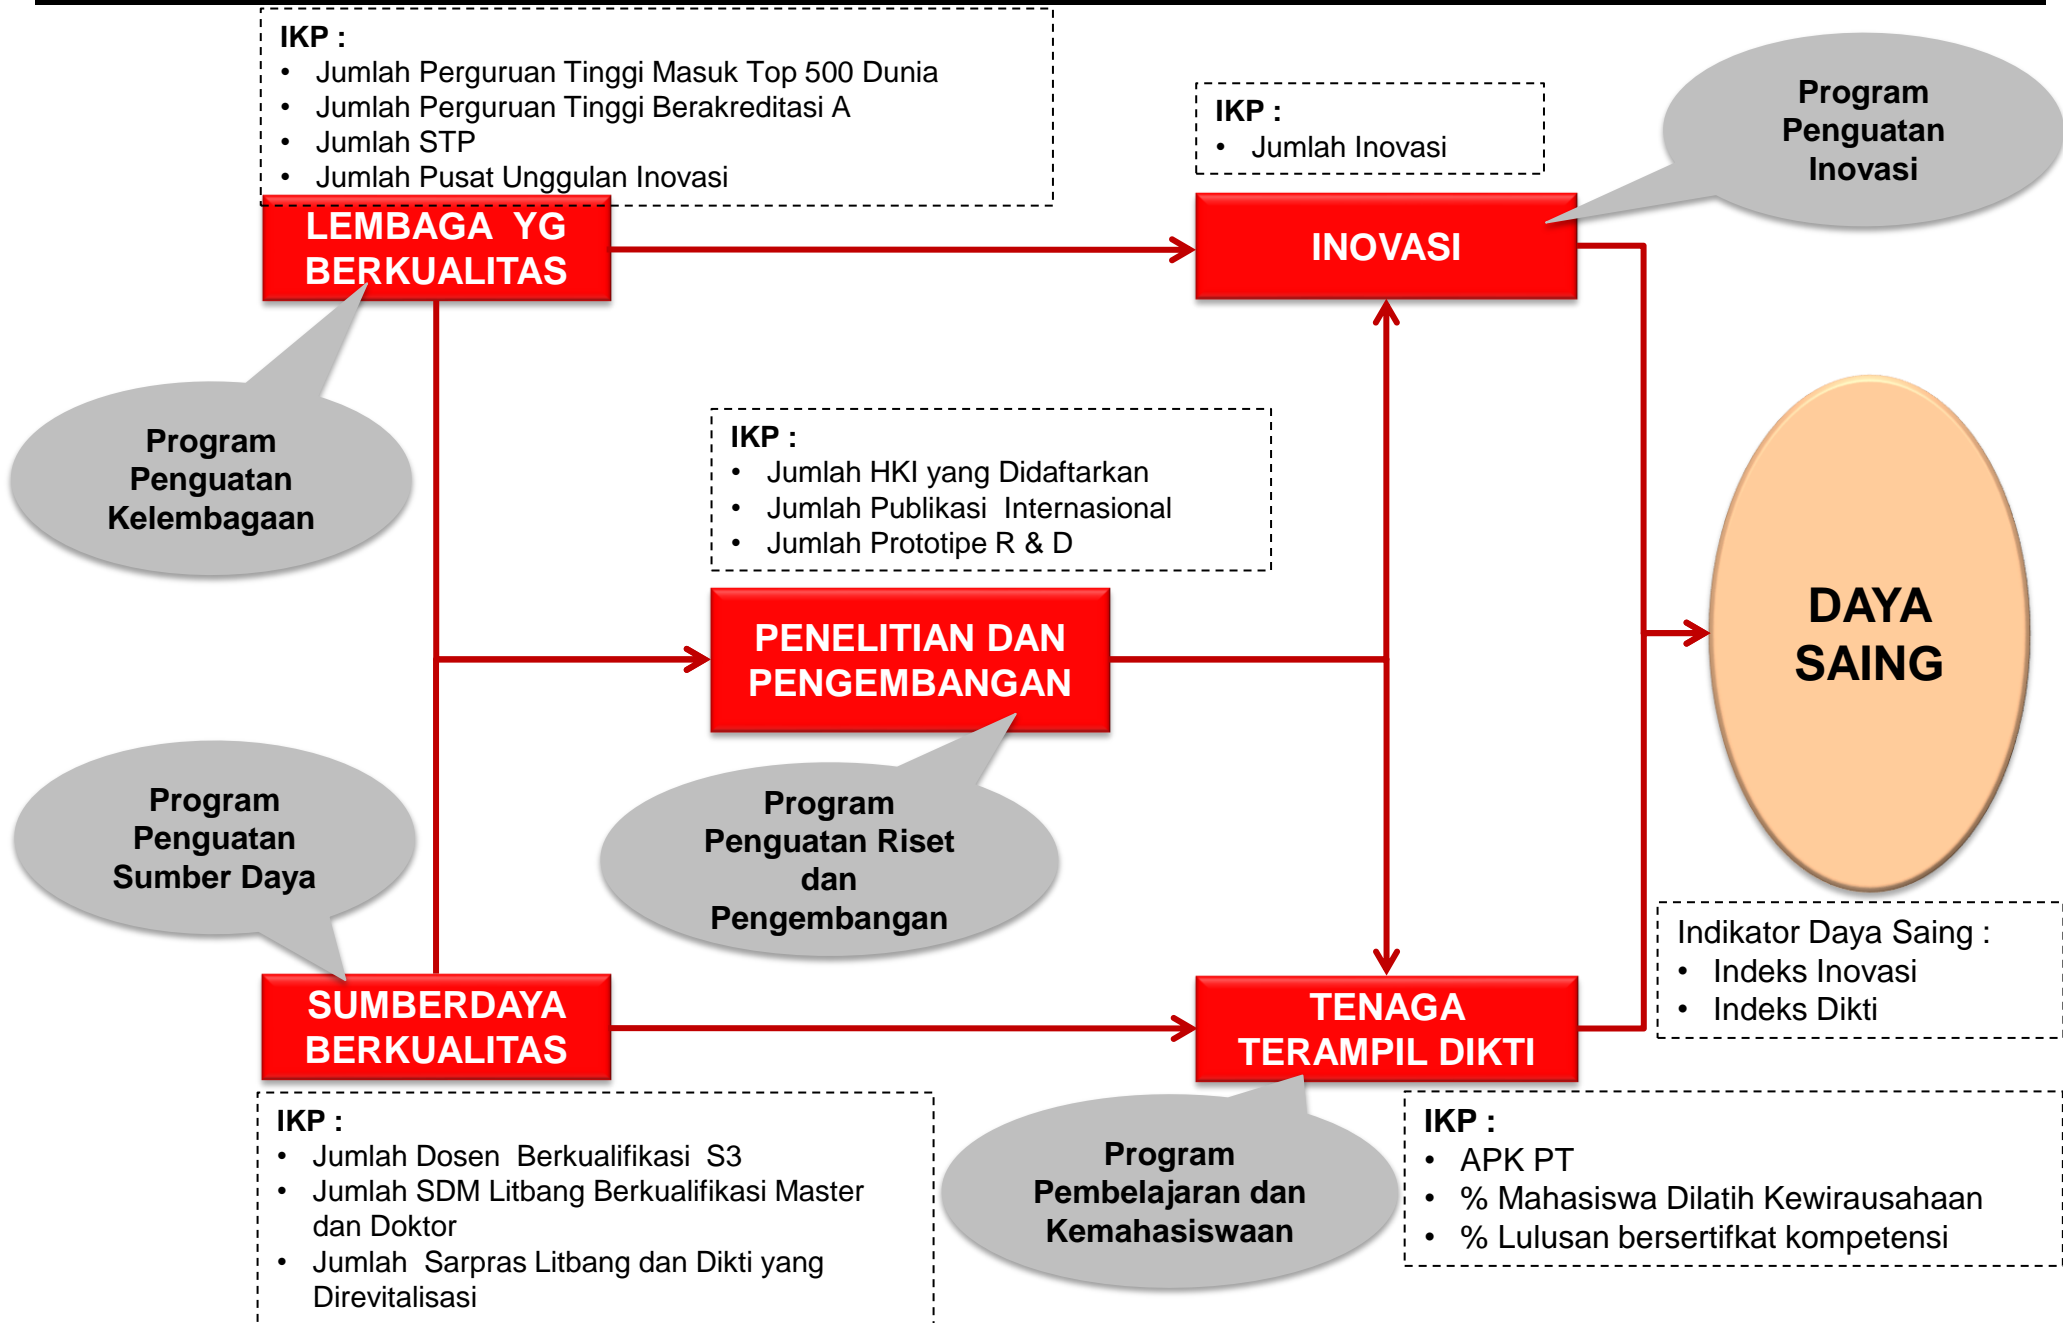 IKP :
• Jumlah Perguruan Tinggi Masuk Top 500 Dunia
• Jumlah Perguruan Tinggi Berakreditasi A
• Jumlah STP
• Jumlah Pusat Unggulan Inovasi
LEMBAGA YG
BERKUALITAS
Program
Penguatan
Kelembagaan
IKP :
• Jumlah Inovasi
INOVASI
Program
Penguatan
Inovasi
IKP :
• Jumlah HKI yang Didaftarkan
• Jumlah Publikasi Internasional
• Jumlah Prototipe R & D
PENELITIAN DAN
PENGEMBANGAN
Program
Penguatan Riset
dan
Pengembangan
DAYA
SAING
Indikator Daya Saing :
• Indeks Inovasi
• Indeks Dikti
Program
Penguatan
Sumber Daya
SUMBERDAYA
BERKUALITAS
IKP :
• Jumlah Dosen Berkualifikasi S3
• Jumlah SDM Litbang Berkualifikasi Master
dan Doktor
• Jumlah Sarpras Litbang dan Dikti yang
Direvitalisasi
TENAGA
TERAMPIL DIKTI
Program
Pembelajaran dan
Kemahasiswaan
IKP :
• APK PT
• % Mahasiswa Dilatih Kewirausahaan
• % Lulusan bersertifkat kompetensi